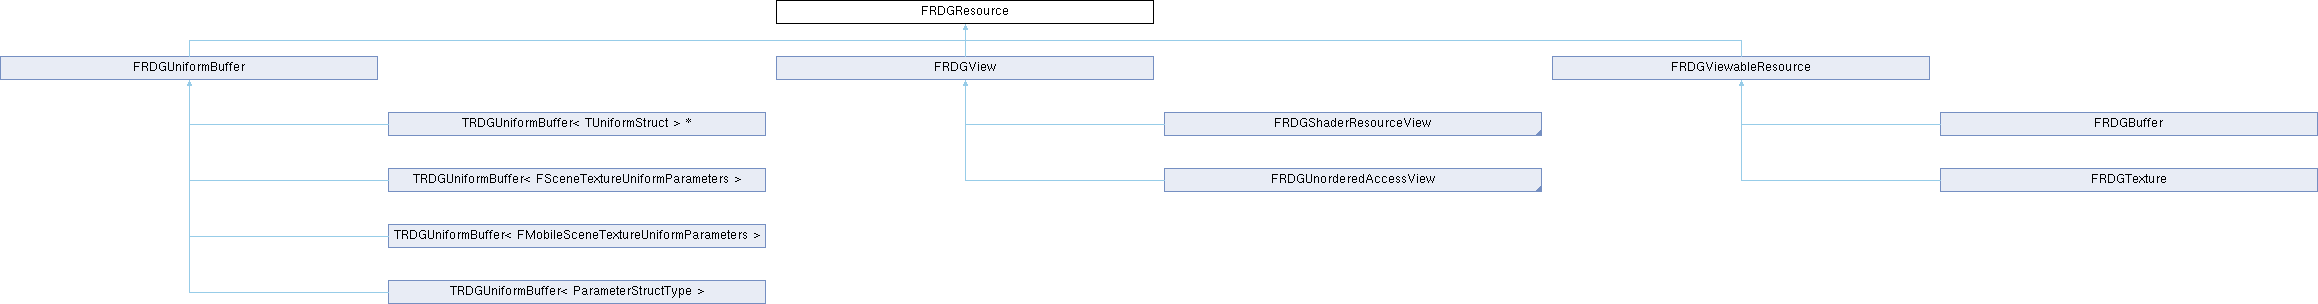 FRDGResource
FRDGUniformBuffer
FRDGView
FRDGViewableResource
TRDGUniformBuffer< TUniformStruct > *
FRDGShaderResourceView
FRDGBuffer
TRDGUniformBuffer< FSceneTextureUniformParameters >
FRDGUnorderedAccessView
FRDGTexture
TRDGUniformBuffer< FMobileSceneTextureUniformParameters >
TRDGUniformBuffer< ParameterStructType >